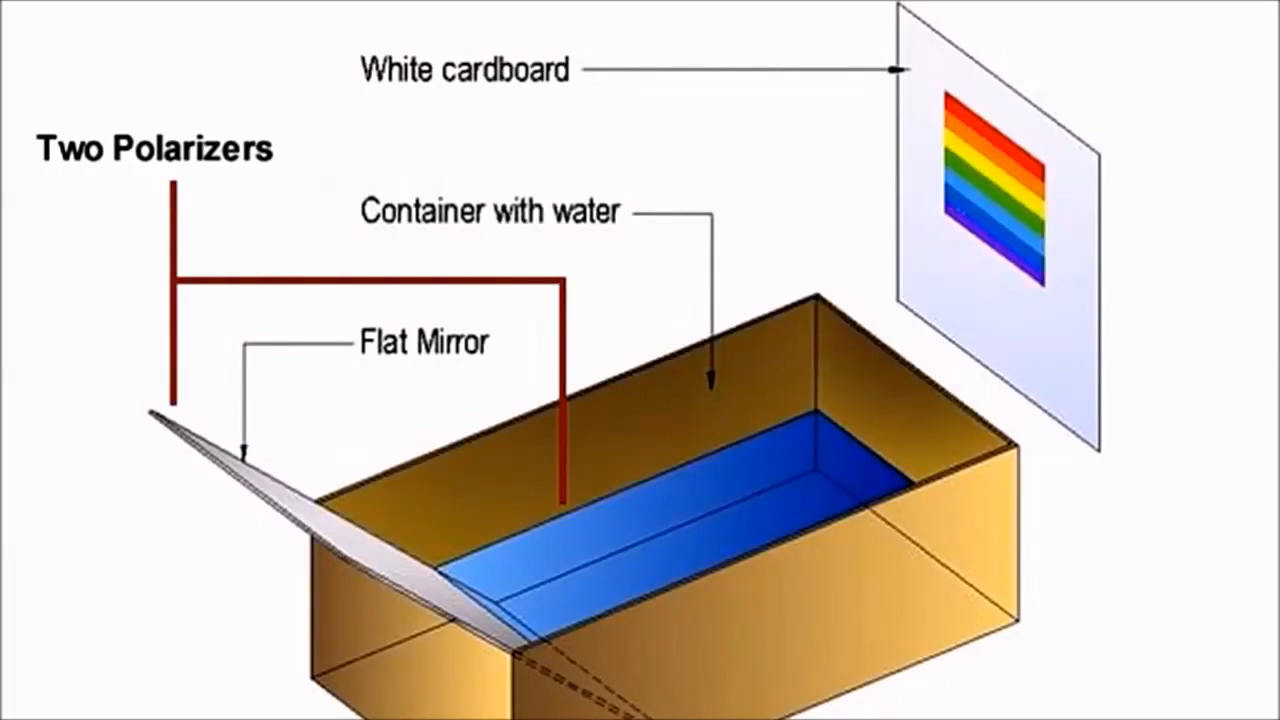 White cardboard
Two Polarizers
Container with water
Flat Mirror